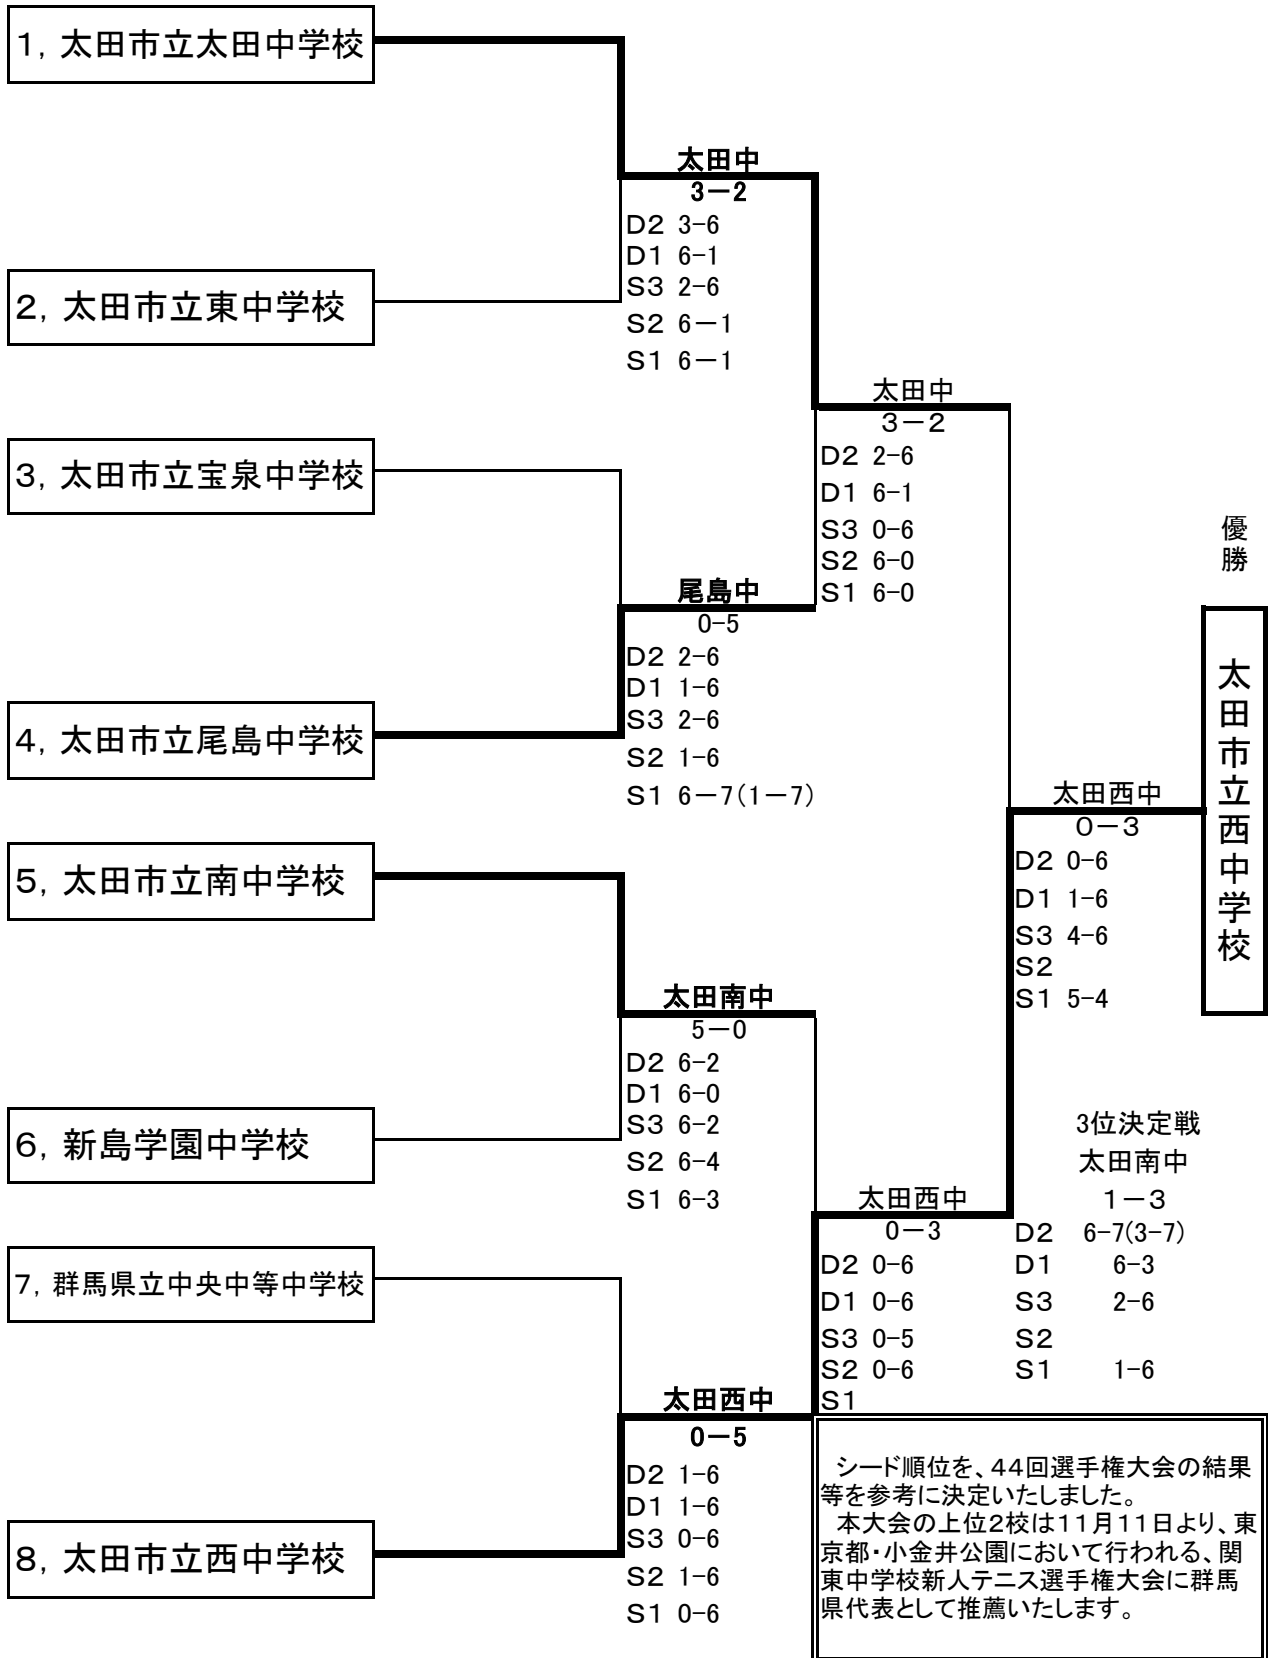 1, 太田市立太田中学校
太田中
3－2
D2 3-6
D1 6-1
S3 2-6
S2 6－1
S1 6－1
2, 太田市立東中学校
太田中
3－2
D2 2-6
D1 6-1
S3 0-6
S2 6-0
S1 6-0
3, 太田市立宝泉中学校
尾島中
0-5
D2 2-6
D1 1-6
S3 2-6
S2 1-6
S1 6－7(1－7)
4, 太田市立尾島中学校
優勝
太田市立西中学校
太田西中
0－3
D2 0-6
D1 1-6
S3 4-6
S2
S1 5-4
5, 太田市立南中学校
太田南中
5－0
D2 6-2
D1 6-0
S3 6-2
S2 6-4
S1 6-3
6, 新島学園中学校
3位決定戦
太田南中
1－3
D2 6-7(3-7)
D1 6-3
S3 2-6
S2
S1 1-6
太田西中
0－3
D2 0-6
D1 0-6
S3 0-5
S2 0-6
S1
7, 群馬県立中央中等中学校
太田西中
0－5
D2 1-6
D1 1-6
S3 0-6
S2 1-6
S1 0-6
8, 太田市立西中学校
シード順位を、44回選手権大会の結果
等を参考に決定いたしました。
本大会の上位2校は11月11日より、東
京都・小金井公園において行われる、関
東中学校新人テニス選手権大会に群馬
県代表として推薦いたします。